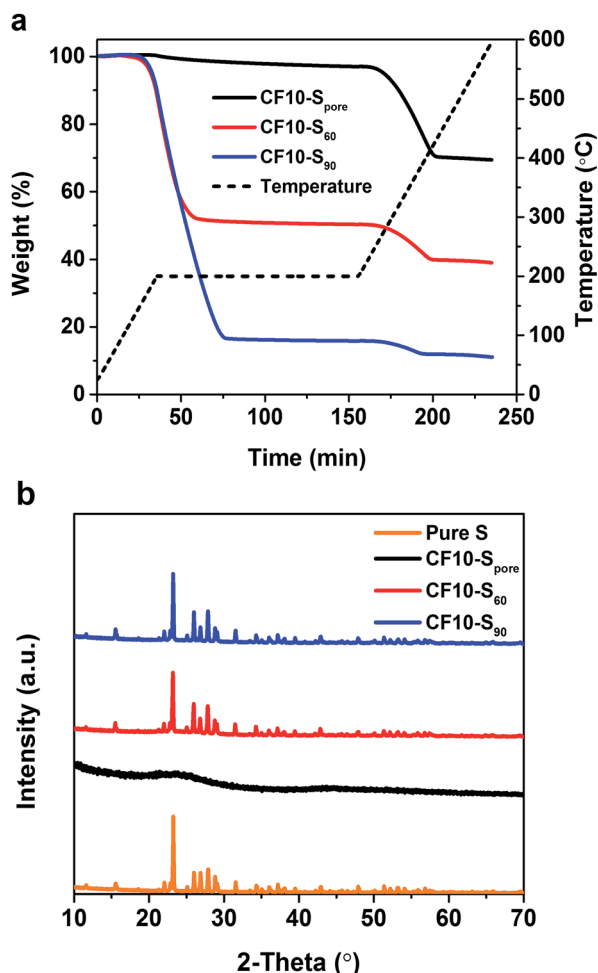 a
100
80
60
40
20
0
Weight (%)
600
500
400
300
200
100
0
Temperature (°C)
CF10-Spore
CF10-S60
CF10-S90
Temperature
0 50 100 150 200 250
Time (min)
b
Pure S
CF10-Spore
CF10-S60
CF10-S90
Intensity (a.u.)
10 20 30 40 50 60 70
2-Theta (°)